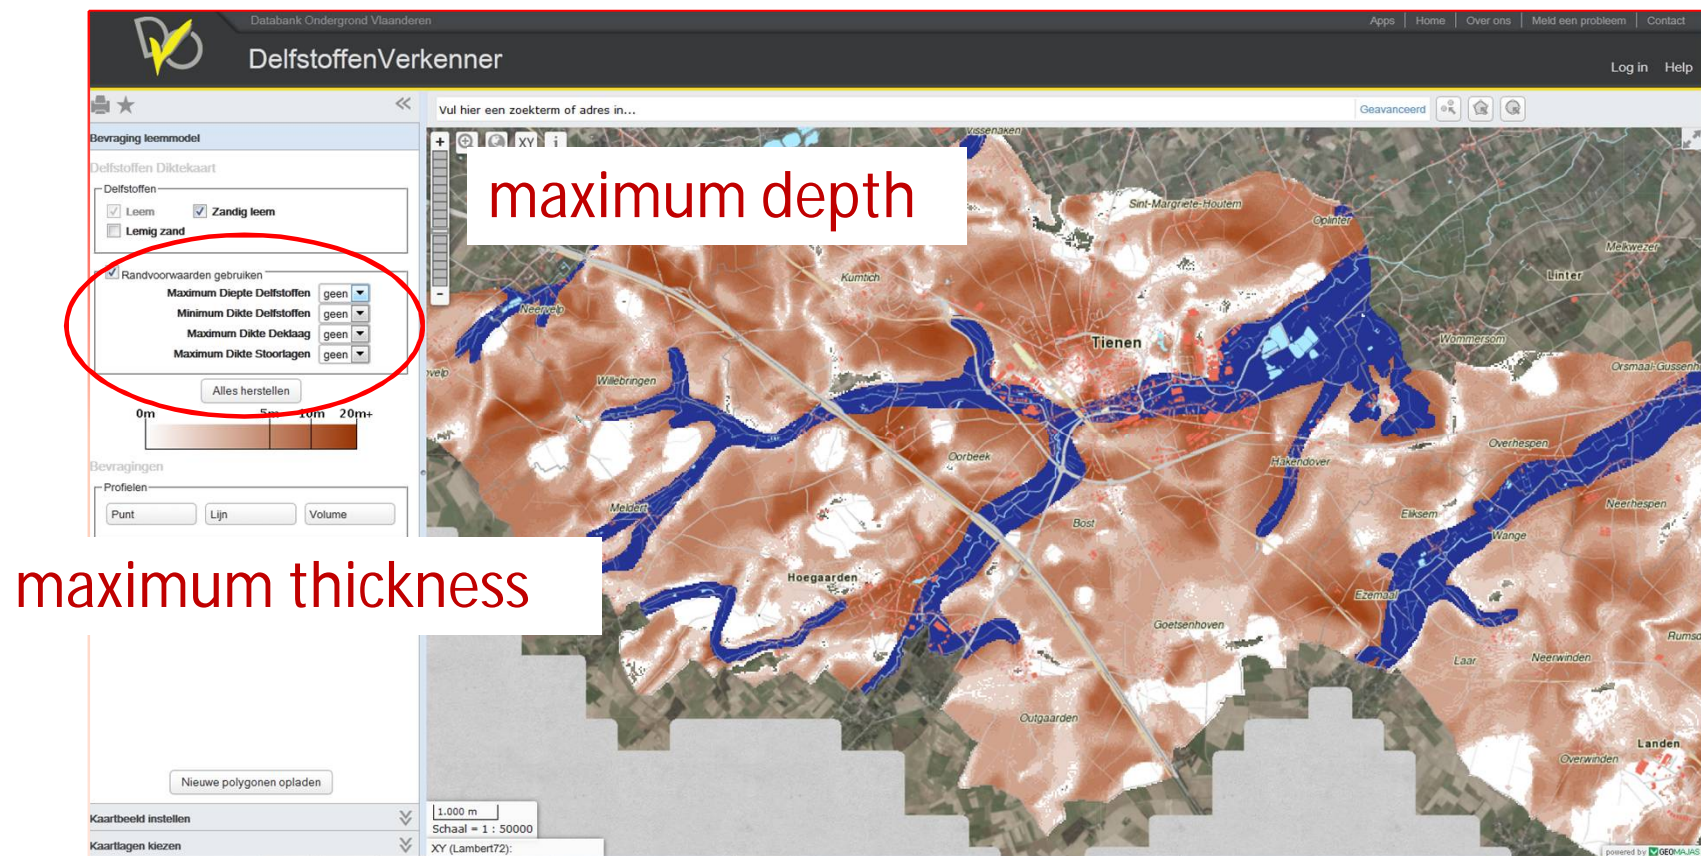 Databank Ondergrond Vlaanderen
Apps Home Over ons Meld een probleem Contact
DelfstoffenVerkenner
Log in Help
Vul hier een zoekterm of adres in...
Geavanceerd
Bevraging leemmodel
XY i
Vissenaken
maximum depth
Delfstoffen Diktekaart
Delfstoffen
Leem Zandig leem
Lemig zand
Randvoorwaarden gebruiken
Maximum Diepte Delfstoffen geen
Minimum Dikte Delfstoffen geen
Maximum Dikte Deklaag geen
Maximum Dikte Stoorlagen geen
Alles herstellen
0m 5m 10m 20m+
Bevragingen
Profielen
Punt Lijn Volume
maximum thickness
Nieuwe polygonen opladen
Kaartbeeld instellen
Kaartlagen kiezen
Sint-Margriete-Houtem
Oplinter
Melkwezer
Kumtich
Linter
Neervelp
Tienen
Wommersom
velp
Willebringen
Orsmaal-Gussenh
Overhespen
Oorbeek
Hakendover
Meldert
Neerhespen
Bost
Eliksem
Wange
Hoegaarden
Ezemaal
Goetsenhoven
Rumsd
Laar
Neerwinden
Outgaarden
Landen
Overwinden
1.000 m
Schaal = 1 : 50000
XY (Lambert72):
powered by GEOMAJAS